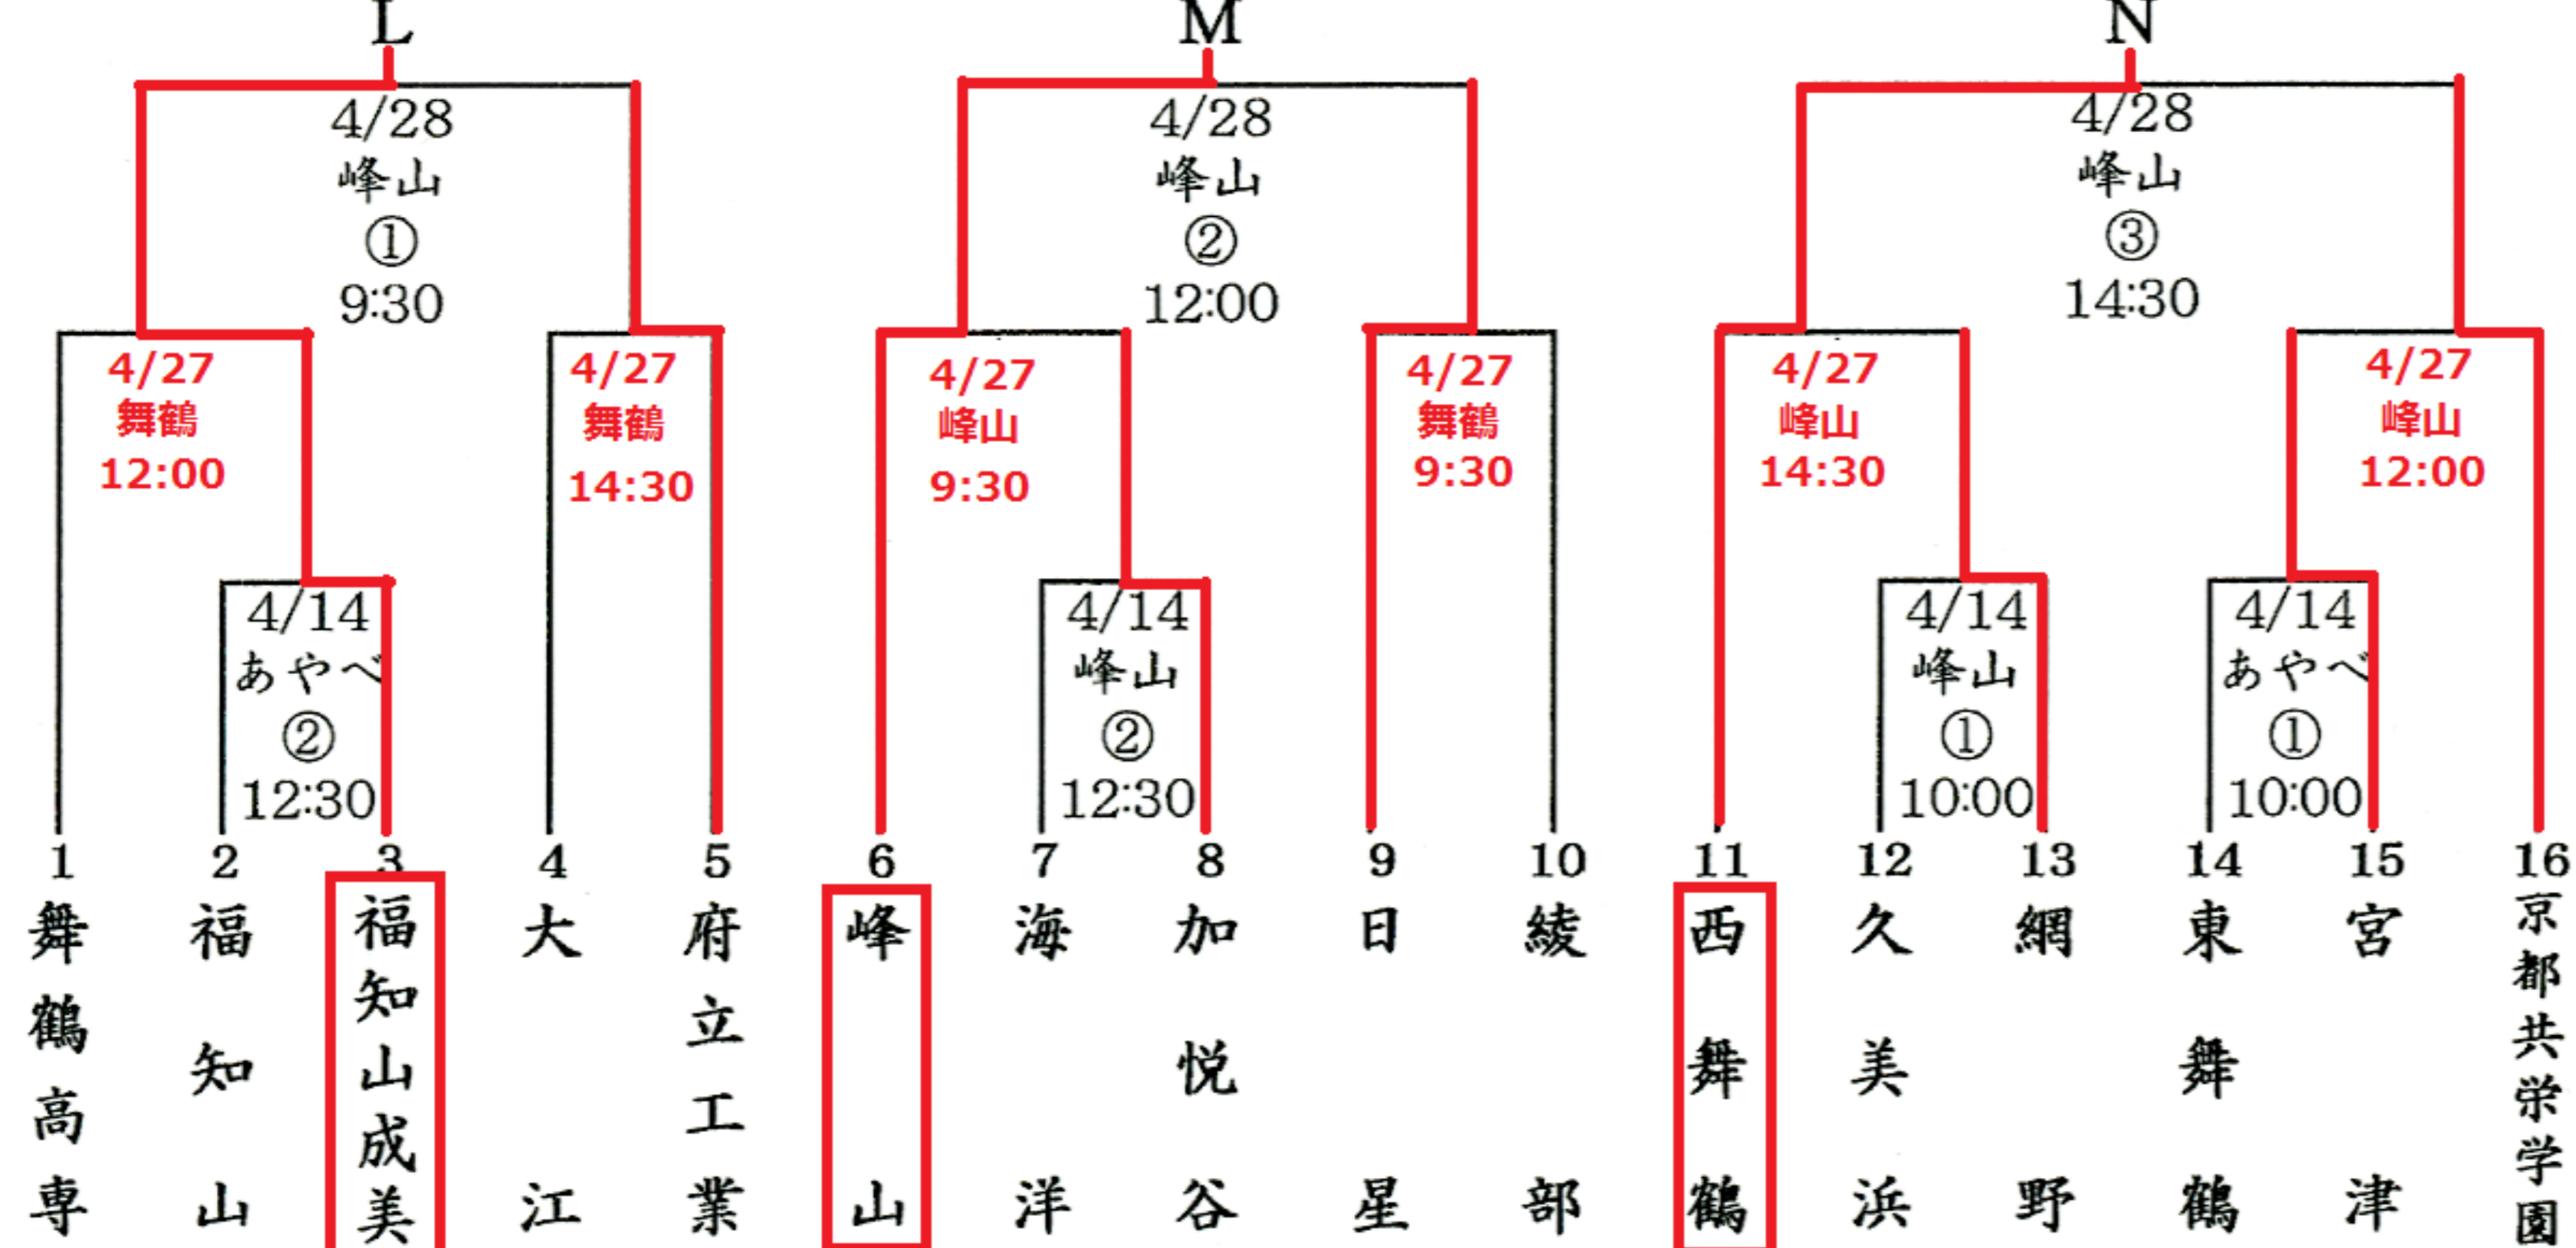 L
M
N
4/28
峰山
①
9:30
4/28
峰山
②
12:00
4/28
峰山
③
14:30
4/27
舞鶴
12:00
4/27
舞鶴
14:30
4/27
峰山
9:30
4/27
舞鶴
9:30
4/27
峰山
14:30
4/27
峰山
12:00
4/14
あやべ
②
12:30
4/14
峰山
②
12:30
4/14
峰山
①
10:00
4/14
あやべ
①
10:00
1
舞鶴高専
2
福知山
3
福知山成美
4
大江
5
府立工業
6
峰山
7
海洋
8
加悦谷
9
日星
10
綾部
11
西舞鶴
12
久美浜
13
網野
14
東舞鶴
15
宮津
16
京都共栄学園